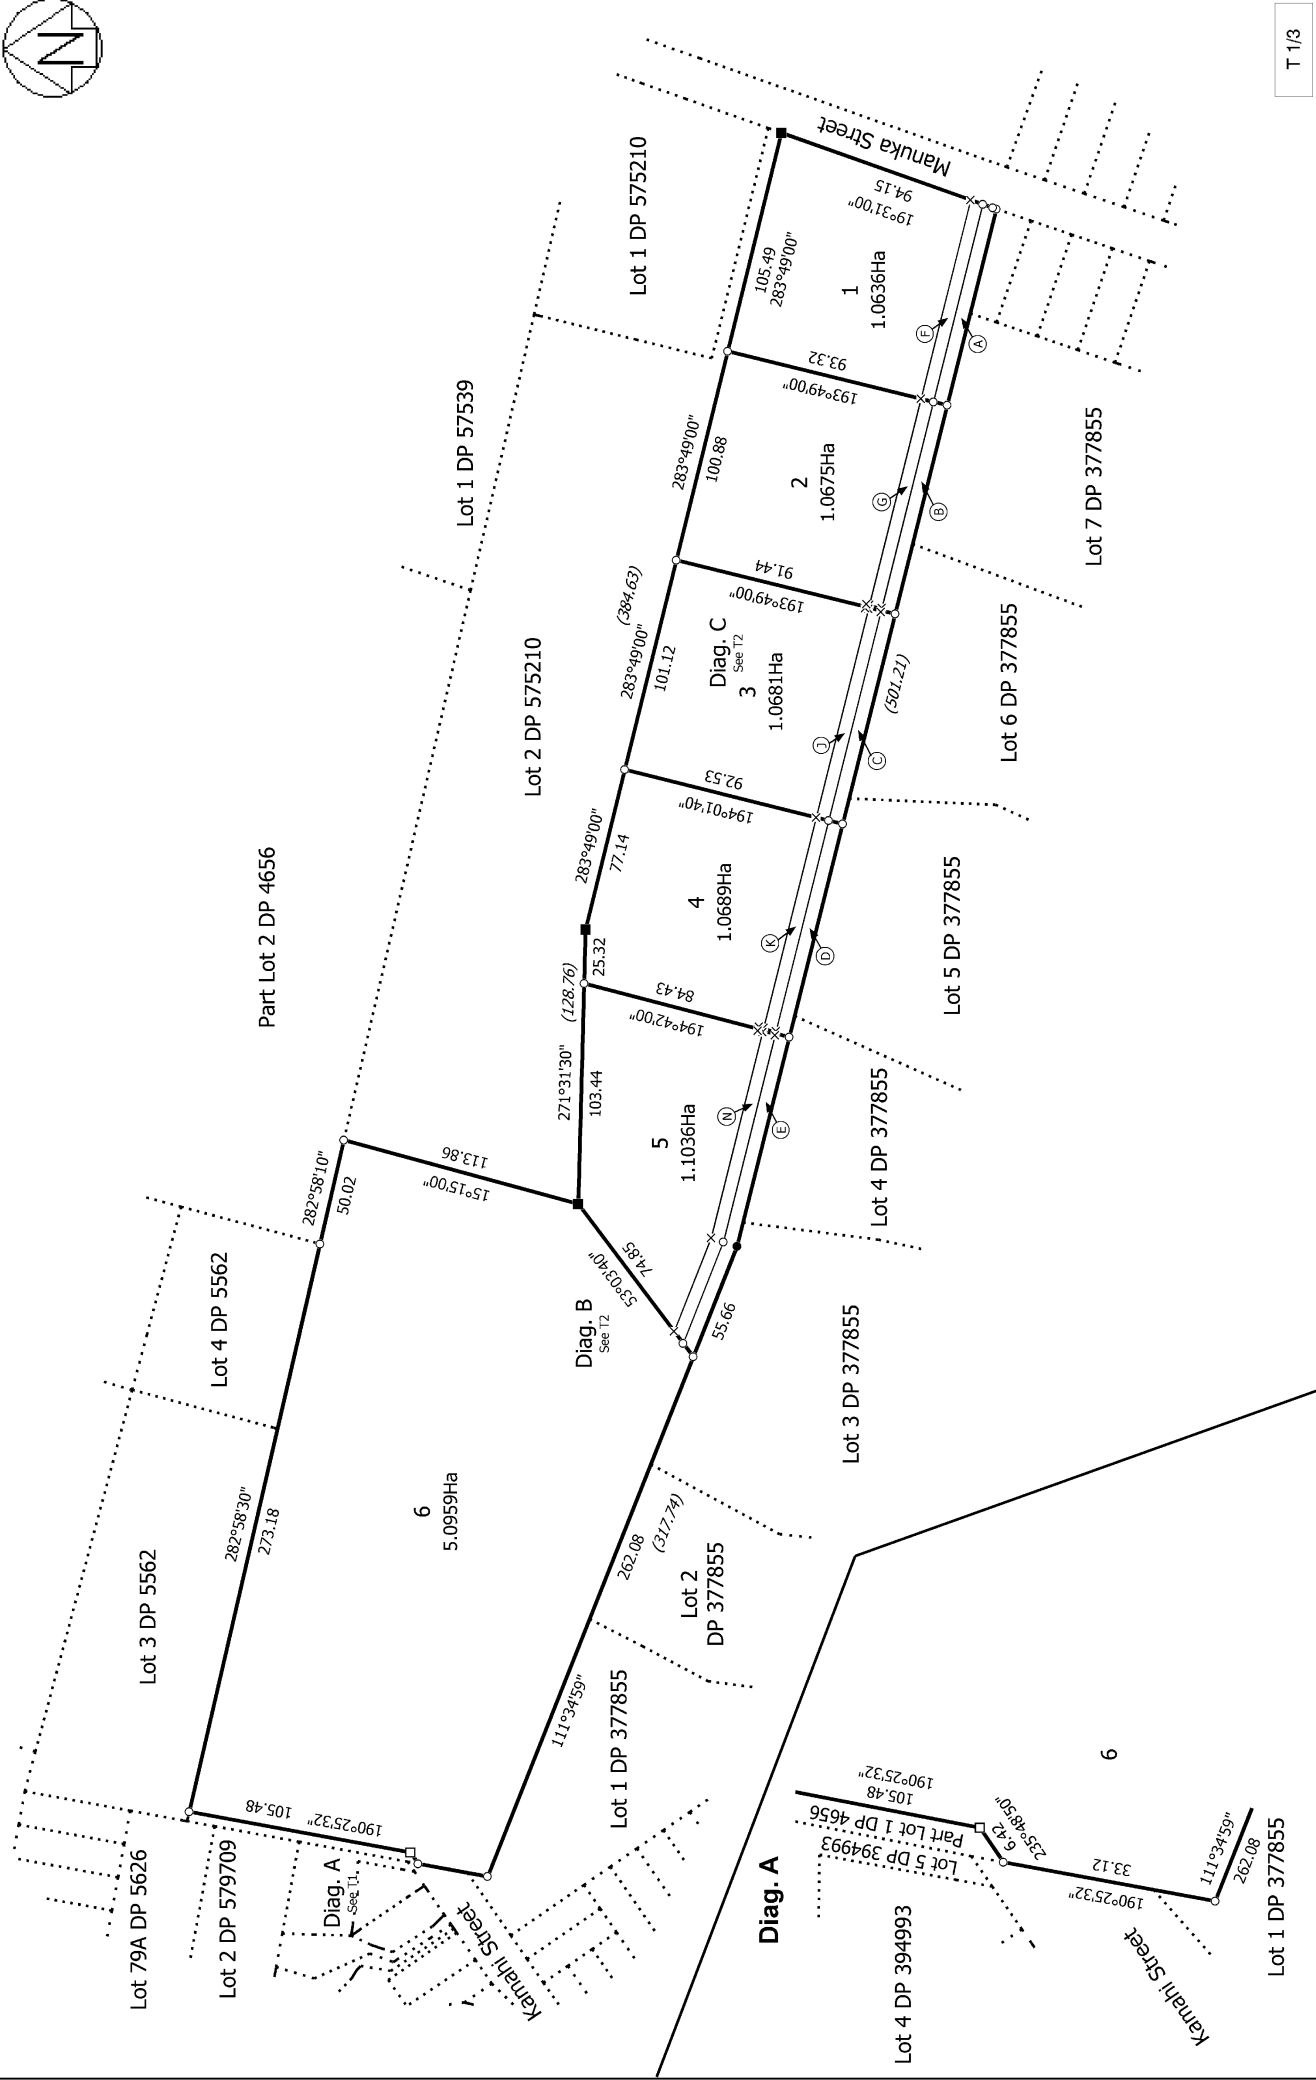 N
Lot 79A DP 5626
Lot 2 DP 579709
Lot 3 DP 5562
Lot 4 DP 5562
Part Lot 2 DP 4656
Lot 1 DP 57539
Lot 2 DP 575210
Lot 1 DP 575210
282°58'30"
273.18
282°58'10"
50.02
190°25'32"
105.48
Diag. A
See T1
Kamahi Street
6
5.0959Ha
15°15'00"
113.86
Diag. B
See T2
53°03'40"
74.85
271°31'30"
(128.76)
103.44
25.32
5
1.1036Ha
194°42'00"
84.43
283°49'00"
77.14
4
1.0689Ha
194°01'40"
92.53
283°49'00"
(384.63)
101.12
Diag. C
See T2
3
1.0681Ha
193°49'00"
91.44
283°49'00"
100.88
2
1.0675Ha
193°49'00"
93.32
105.49
283°49'00"
1
1.0636Ha
19°31'00"
94.15
Manuka Street
N
E
K
D
J
C
G
B
F
A
(501.21)
55.66
111°34'59"
262.08
(317.74)
Lot 1 DP 377855
Lot 2
DP 377855
Lot 3 DP 377855
Lot 4 DP 377855
Lot 5 DP 377855
Lot 6 DP 377855
Lot 7 DP 377855
Diag. A
Lot 4 DP 394993
Lot 5 DP 394993
Part Lot 1 DP 4656
105.48
190°25'32"
6.42
235°48'50"
33.12
190°25'32"
6
Kamahi Street
111°34'59"
262.08
Lot 1 DP 377855
T 1/3